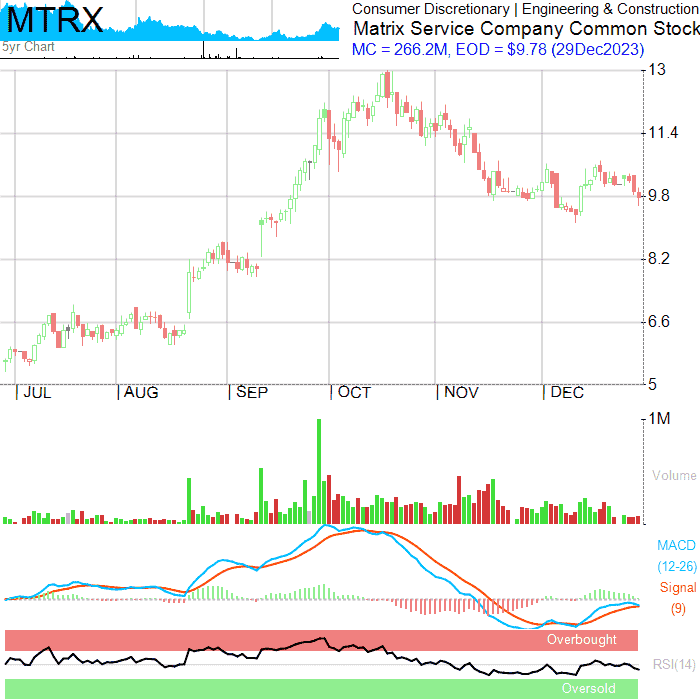 MTRX
5yr Chart
Consumer Discretionary | Engineering & Construction
Matrix Service Company Common Stock
MC = 266.2M, EOD = $9.78 (29Dec2023)
13
11.4
9.8
8.2
6.6
5
| JUL | AUG | SEP | OCT | NOV | DEC
1M
Volume
MACD
(12-26)
Signal
(9)
Overbought
RSI(14)
Oversold